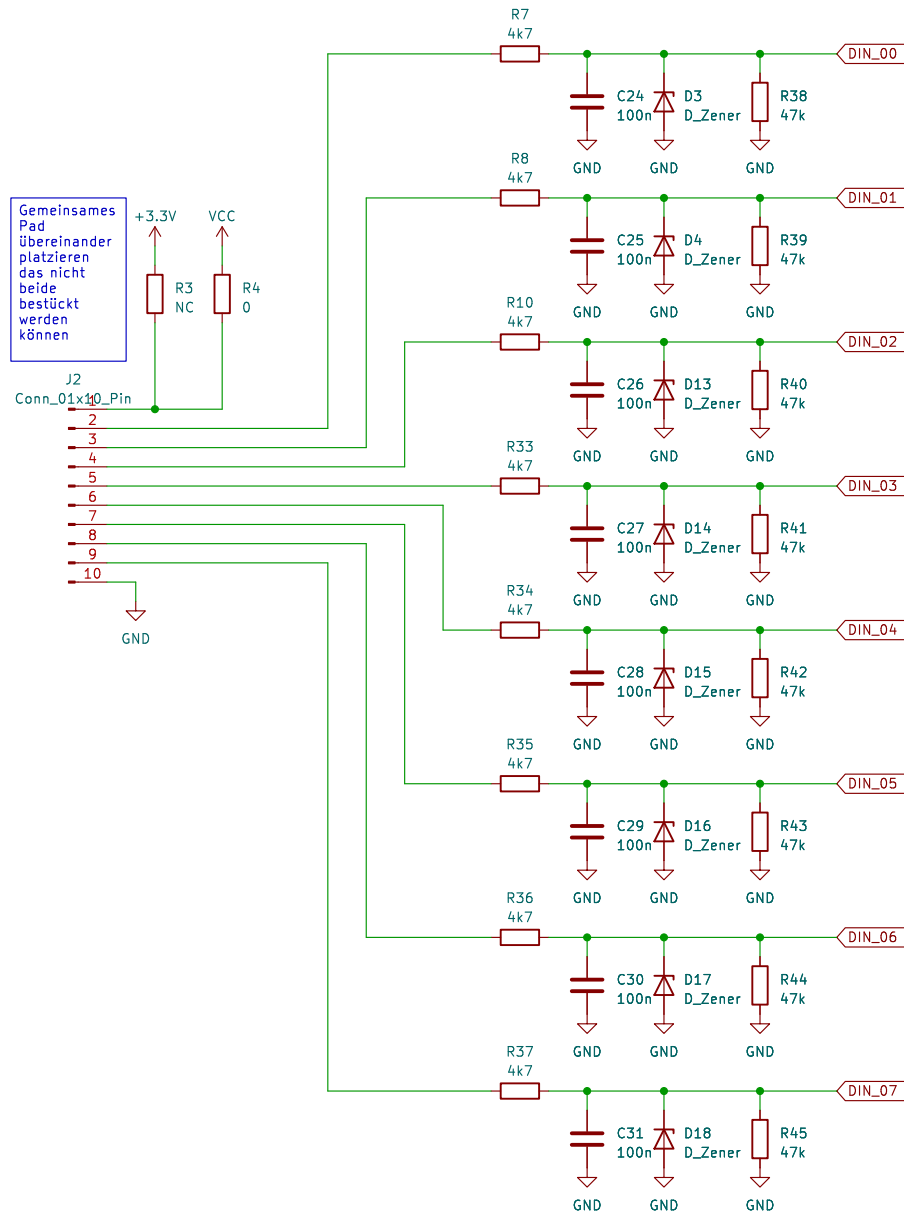 R7
4k7
DIN_00
C24
100n
D3
D_Zener
R38
47k
GND
GND
GND
R8
4k7
DIN_01
C25
100n
D4
D_Zener
R39
47k
GND
GND
GND
Gemeinsames
Pad
übereinander
platzieren
das nicht
beide
bestückt
werden
können
+3.3V
VCC
R3
NC
R4
0
R10
4k7
DIN_02
C26
100n
D13
D_Zener
R40
47k
GND
GND
GND
J2
Conn_01x10_Pin
1
2
3
4
5
6
7
8
9
10
GND
R33
4k7
DIN_03
C27
100n
D14
D_Zener
R41
47k
GND
GND
GND
R34
4k7
DIN_04
C28
100n
D15
D_Zener
R42
47k
GND
GND
GND
R35
4k7
DIN_05
C29
100n
D16
D_Zener
R43
47k
GND
GND
GND
R36
4k7
DIN_06
C30
100n
D17
D_Zener
R44
47k
GND
GND
GND
R37
4k7
DIN_07
C31
100n
D18
D_Zener
R45
47k
GND
GND
GND